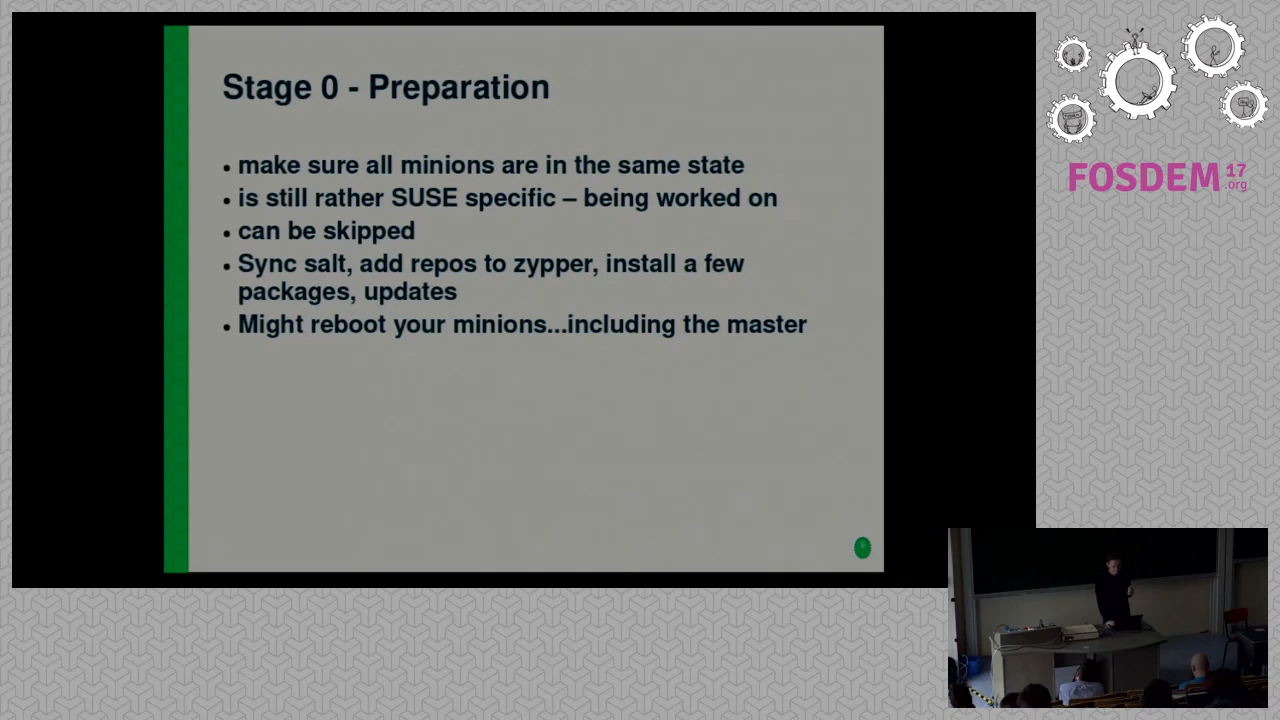 Stage 0 - Preparation
• make sure all minions are in the same state
• is still rather SUSE specific – being worked on
• can be skipped
• Sync salt, add repos to zypper, install a few
packages, updates
• Might reboot your minions...including the master
FOSDEM 17
.org